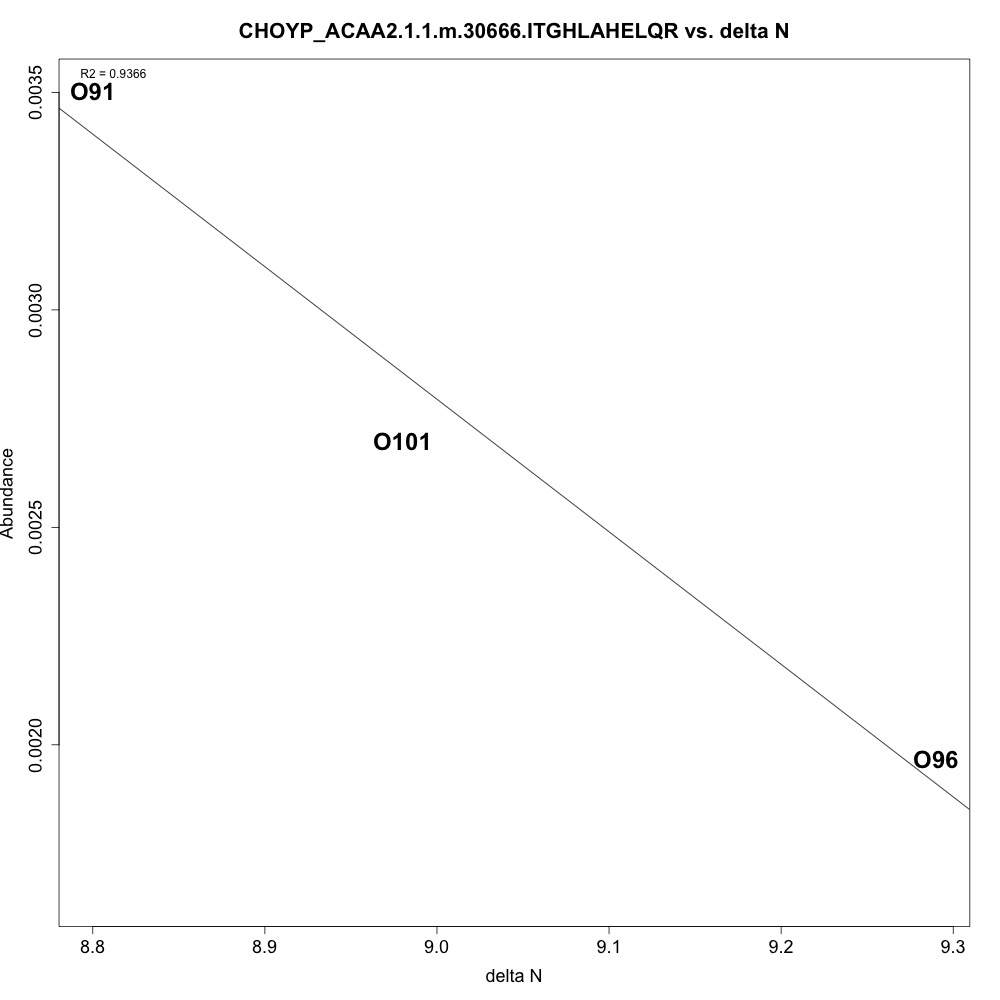 CHOYP_ACAA2.1.1.m.30666.ITGHLAHELQR vs. delta N
R2 = 0.9366
O91
O101
O96
0.0035
0.0030
0.0025
0.0020
Abundance
8.8 8.9 9.0 9.1 9.2 9.3
delta N